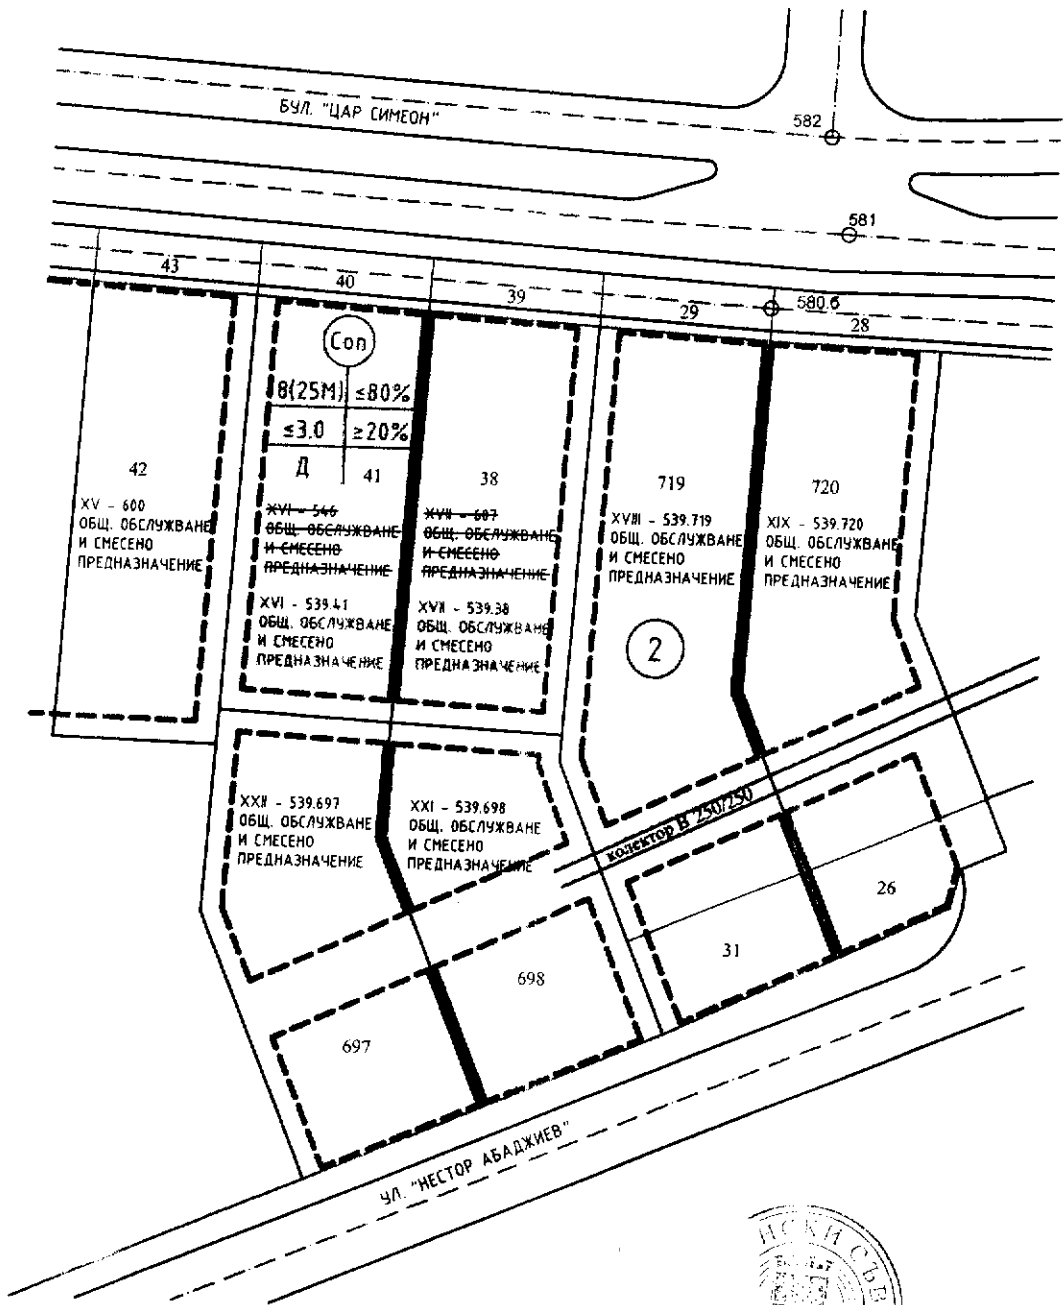 БУЛ. "ЦАР СИМЕОН"
582
581
580.6
43
40
39
29
28
Соп
8(25М) ≤80%
≤3.0 ≥20%
Д 41
42
XV - 600
ОБЩ. ОБСЛУЖВАНЕ
И СМЕСЕНО
ПРЕДНАЗНАЧЕНИЕ
XVI - 546
ОБЩ. ОБСЛУЖВАНЕ
И СМЕСЕНО
ПРЕДНАЗНАЧЕНИЕ
XVI - 539.41
ОБЩ. ОБСЛУЖВАНЕ
И СМЕСЕНО
ПРЕДНАЗНАЧЕНИЕ
38
XVII - 607
ОБЩ. ОБСЛУЖВАНЕ
И СМЕСЕНО
ПРЕДНАЗНАЧЕНИЕ
XVII - 539.38
ОБЩ. ОБСЛУЖВАНЕ
И СМЕСЕНО
ПРЕДНАЗНАЧЕНИЕ
719
XVIII - 539.719
ОБЩ. ОБСЛУЖВАНЕ
И СМЕСЕНО
ПРЕДНАЗНАЧЕНИЕ
720
XIX - 539.720
ОБЩ. ОБСЛУЖВАНЕ
И СМЕСЕНО
ПРЕДНАЗНАЧЕНИЕ
2
XXII - 539.697
ОБЩ. ОБСЛУЖВАНЕ
И СМЕСЕНО
ПРЕДНАЗНАЧЕНИЕ
XXI - 539.698
ОБЩ. ОБСЛУЖВАНЕ
И СМЕСЕНО
ПРЕДНАЗНАЧЕНИЕ
колектор В 250/250
26
31
698
697
УЛ. "НЕСТОР АБАДЖИЕВ"